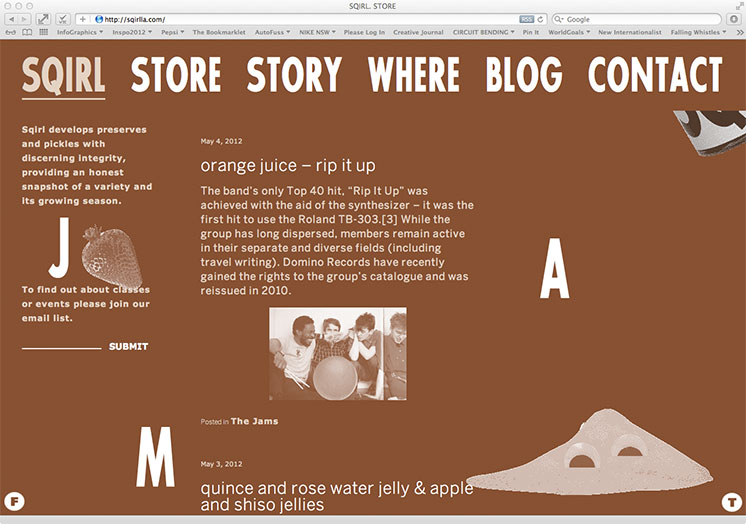 SQIRL. STORE
http://sqirlla.com/
RSS
Google
InfoGraphics
Inspo2012
Pepsi
The Bookmarklet
AutoFuss
NIKE NSW
Please Log In
Creative Journal
CIRCUIT BENDING
Pin It
WorldGoals
New Internationalist
Falling Whistles
SQIRL STORE STORY WHERE BLOG CONTACT
Sqirl develops preserves
and pickles with
discerning integrity,
providing an honest
snapshot of a variety and
its growing season.
J
To find out about classes
or events please join our
email list.
SUBMIT
May 4, 2012
orange juice – rip it up
The band's only Top 40 hit, "Rip It Up" was
achieved with the aid of the synthesizer – it was the
first hit to use the Roland TB-303.[3] While the
group has long dispersed, members remain active
in their separate and diverse fields (including
travel writing). Domino Records have recently
gained the rights to the group's catalogue and was
reissued in 2010.
A
Posted in The Jams
M
May 3, 2012
quince and rose water jelly & apple
and shiso jellies
F
T